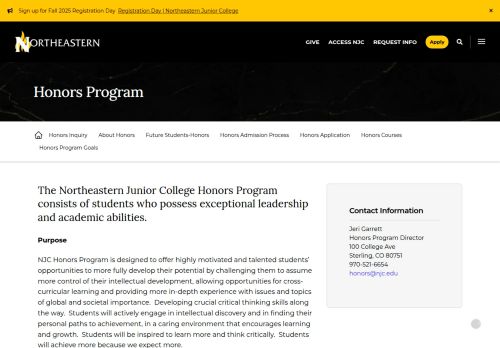 Sign up for Fall 2025 Registration Day Registration Day | Northeastern Junior College ×
NORTHEASTERN
GIVE ACCESS NJC REQUEST INFO Apply
Honors Program
Honors Inquiry About Honors Future Students-Honors Honors Admission Process Honors Application Honors Courses
Honors Program Goals
The Northeastern Junior College Honors Program
consists of students who possess exceptional leadership
and academic abilities.
Purpose
NJC Honors Program is designed to offer highly motivated and talented students'
opportunities to more fully develop their potential by challenging them to assume
more control of their intellectual development, allowing opportunities for cross-
curricular learning and providing more in-depth experience with issues and topics
of global and societal importance. Developing crucial critical thinking skills along
the way. Students will actively engage in intellectual discovery and in finding their
personal paths to achievement, in a caring environment that encourages learning
and growth. Students will be inspired to learn more and think critically. Students
will achieve more because we expect more.
Contact Information
Jeri Garrett
Honors Program Director
100 College Ave
Sterling, CO 80751
970-521-6654
honors@njc.edu